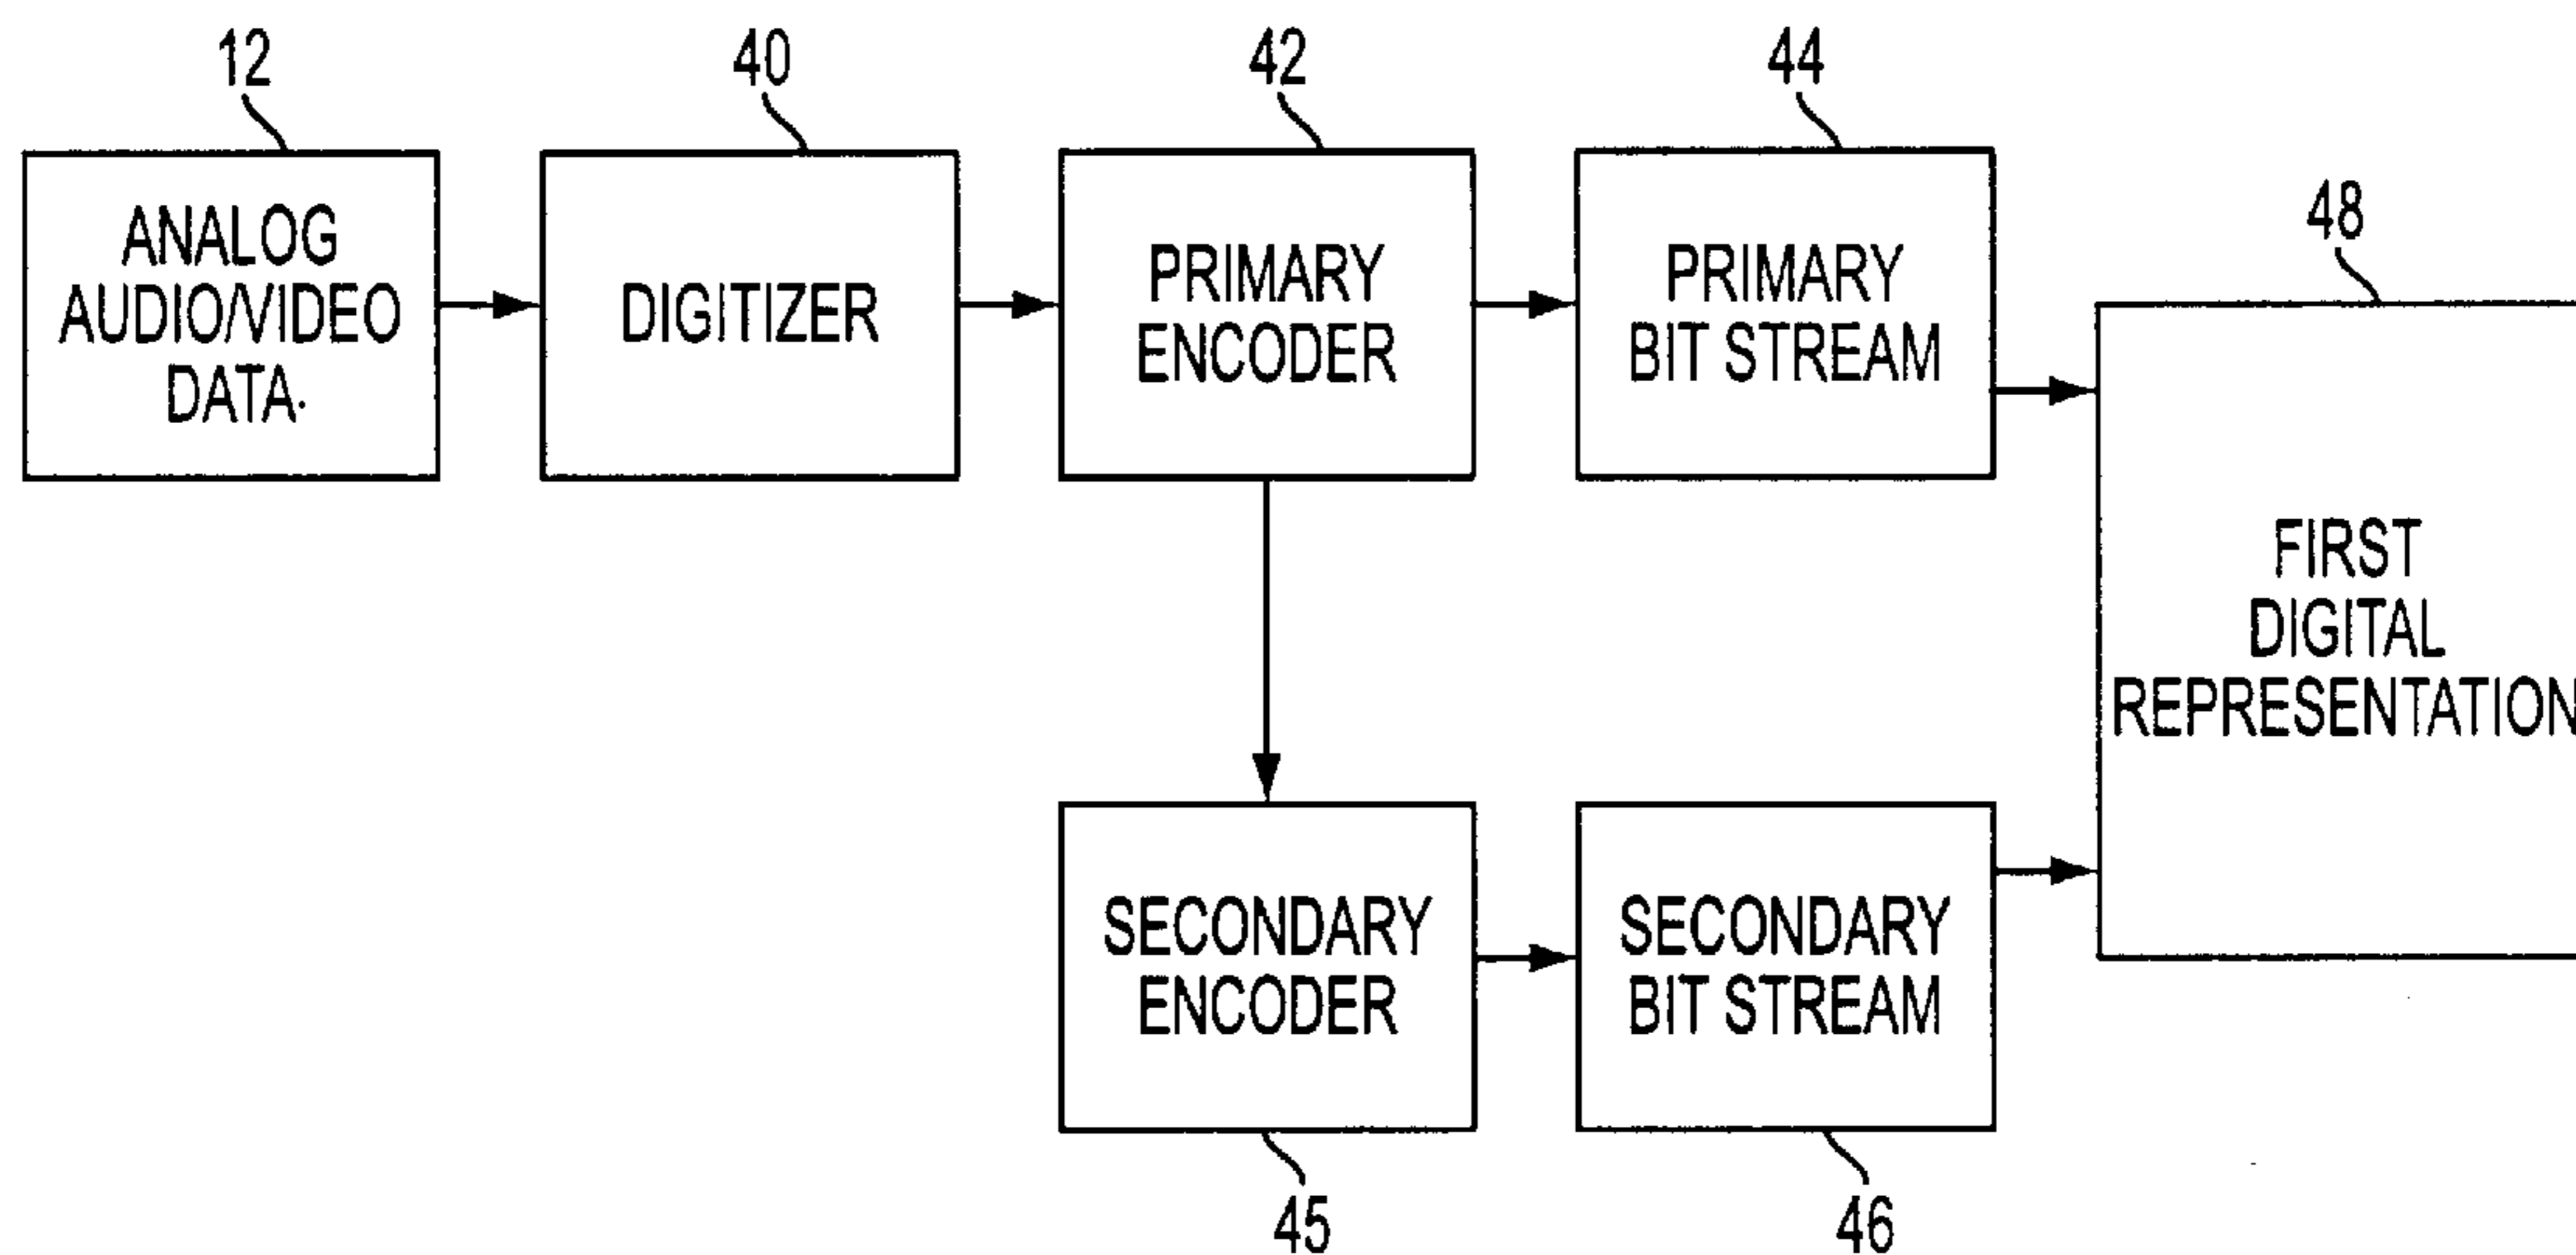 12
40
42
44
48
ANALOG
AUDIO/VIDEO
DATA.
DIGITIZER
PRIMARY
ENCODER
PRIMARY
BIT STREAM
FIRST
DIGITAL
REPRESENTATION
SECONDARY
ENCODER
SECONDARY
BIT STREAM
45
46